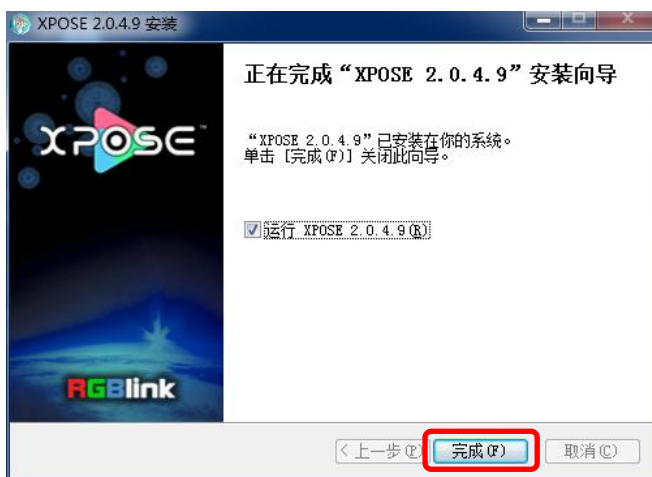 XPOSE 2.0.4.9 安装
正在完成“XPOSE 2.0.4.9”安装向导
XPOSE™
“XPOSE 2.0.4.9”已安装在你的系统。
单击 [完成(F)] 关闭此向导。
运行 XPOSE 2.0.4.9(R)
RGBlink
<上一步(P) 完成(F) 取消(C)